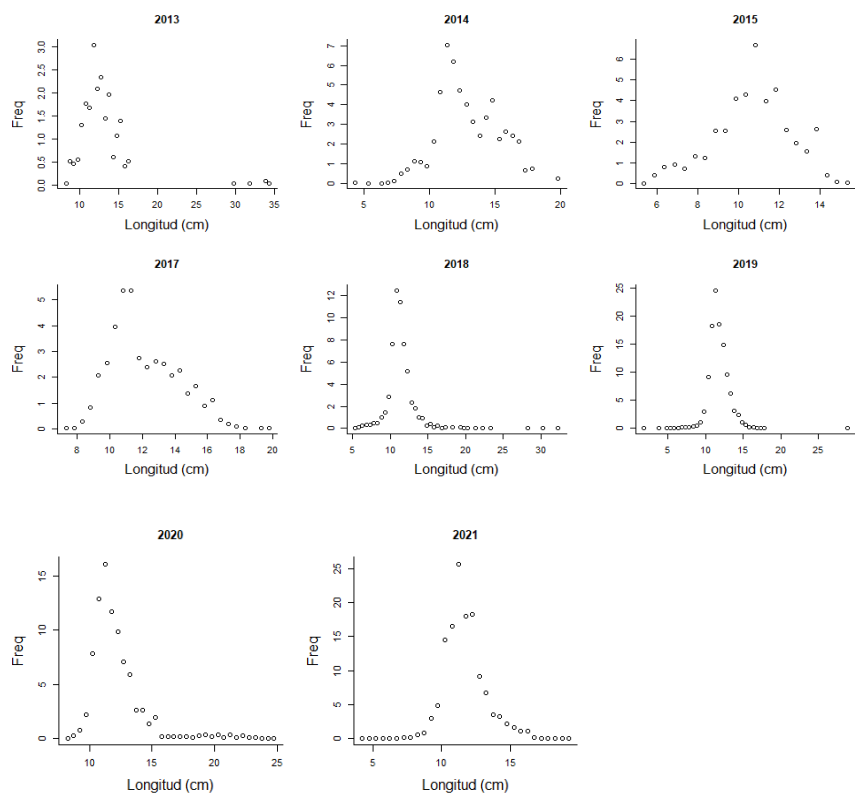 2013
Freq
0.0 0.5 1.0 1.5 2.0 2.5 3.0
10 15 20 25 30 35
Longitud (cm)
2014
Freq
0 1 2 3 4 5 6 7
5 10 15 20
Longitud (cm)
2015
Freq
0 1 2 3 4 5 6
6 8 10 12 14
Longitud (cm)
2017
Freq
0 1 2 3 4 5
8 10 12 14 16 18 20
Longitud (cm)
2018
Freq
0 2 4 6 8 10 12
5 10 15 20 25 30
Longitud (cm)
2019
Freq
0 5 10 15 20 25
5 10 15 20 25
Longitud (cm)
2020
Freq
0 5 10 15
10 15 20 25
Longitud (cm)
2021
Freq
0 5 10 15 20 25
5 10 15
Longitud (cm)